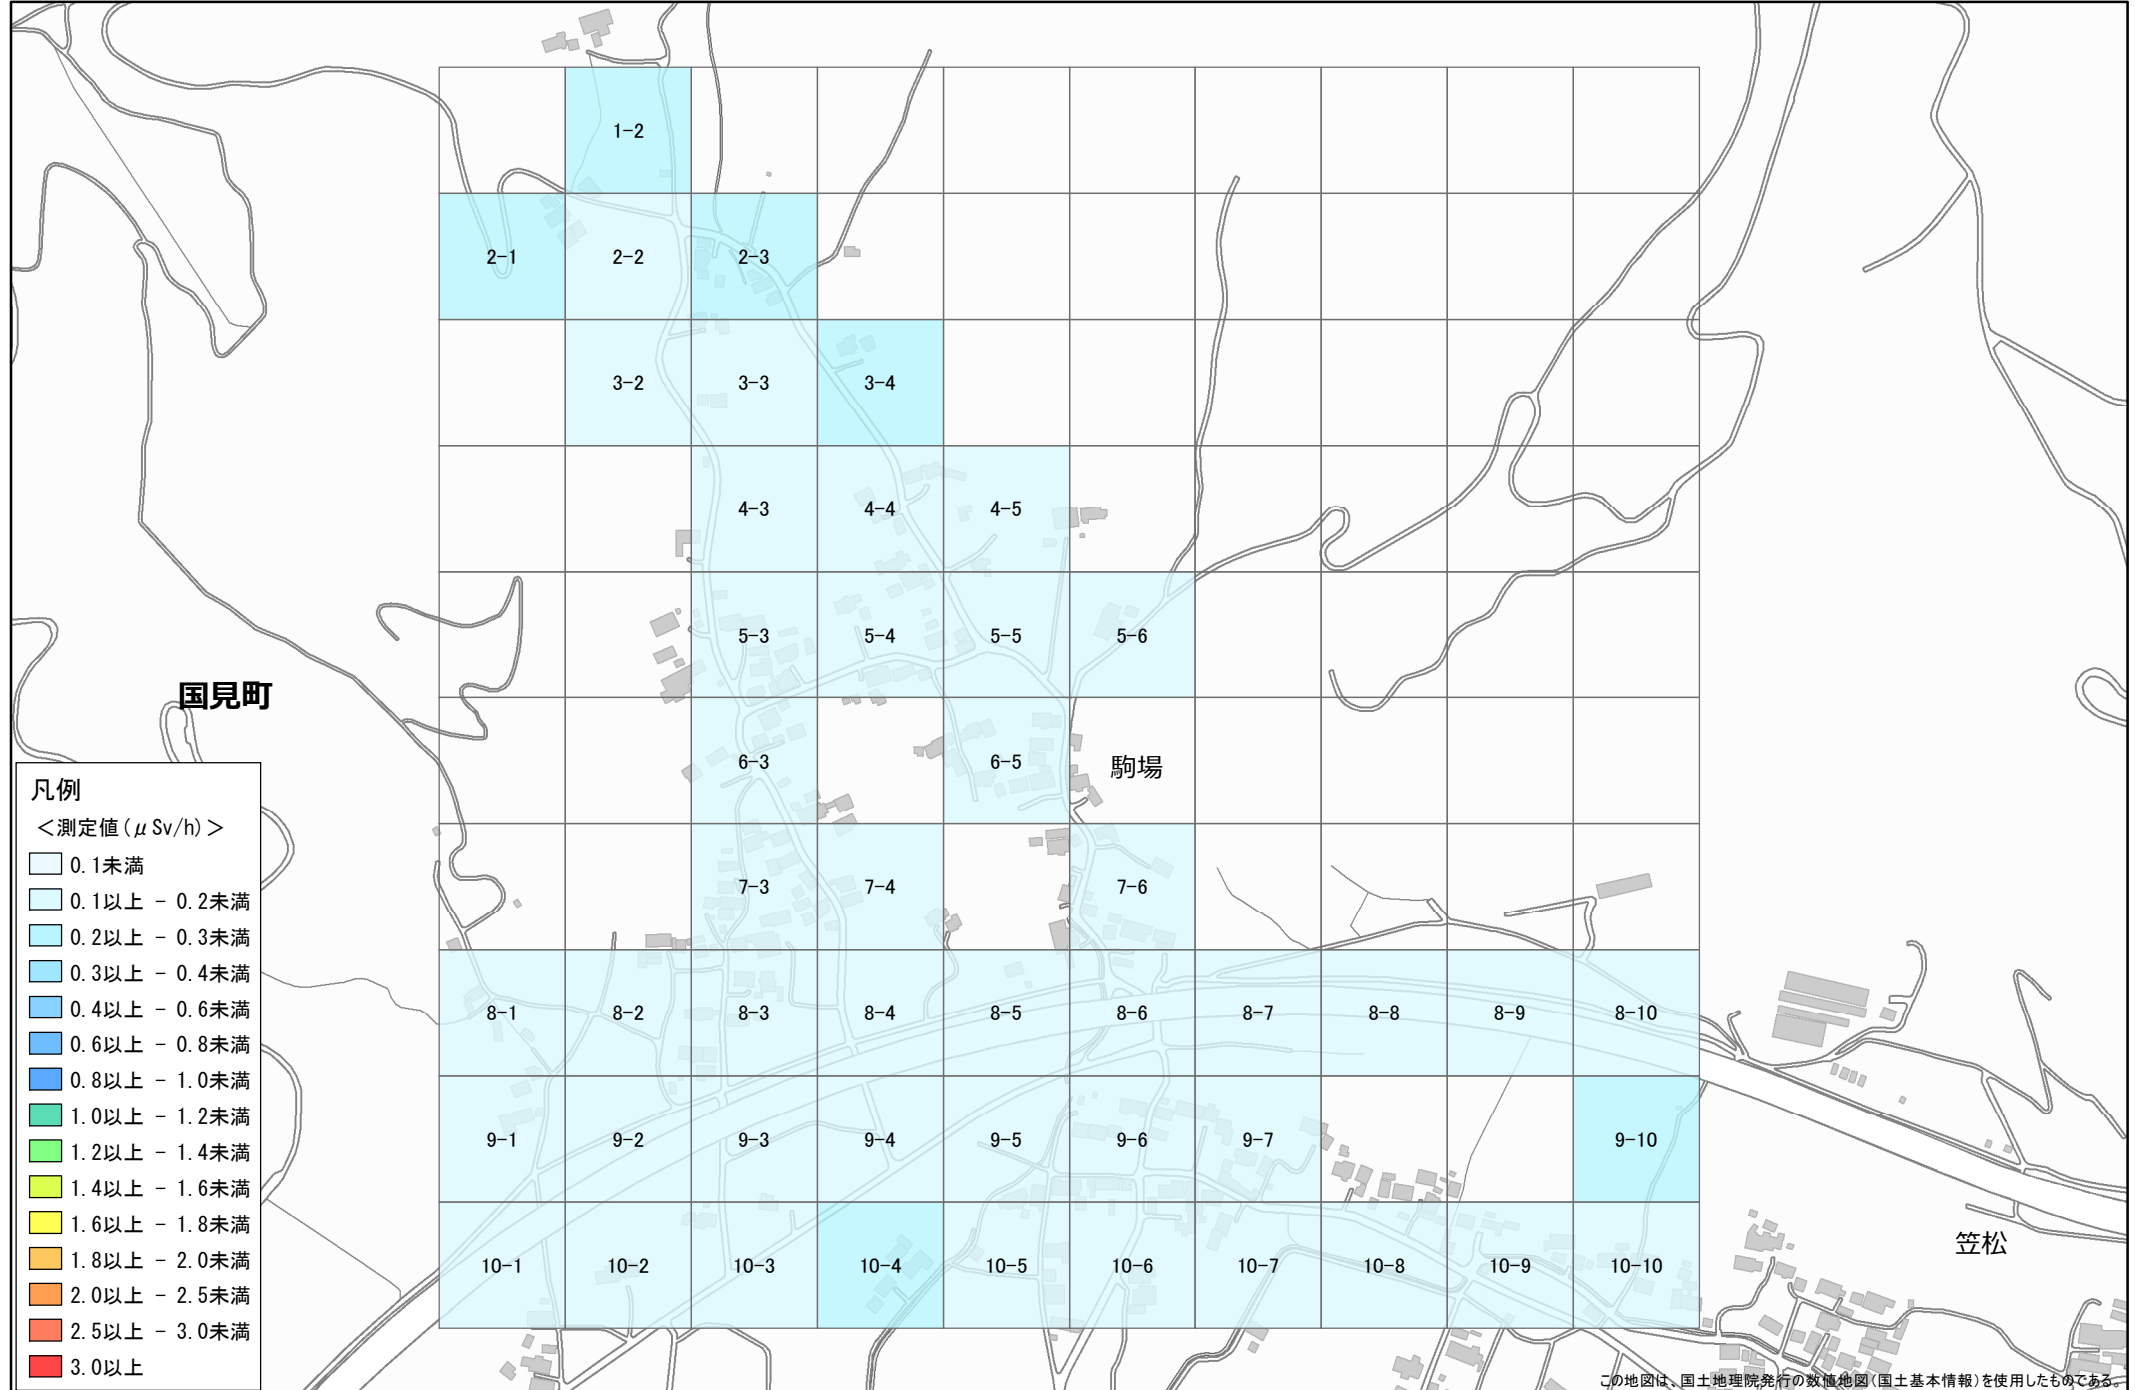 1-2
2-1 2-2 2-3
3-2 3-3 3-4
4-3 4-4 4-5
5-3 5-4 5-5 5-6
国見町
6-3 6-5 駒場
7-3 7-4 7-6
8-1 8-2 8-3 8-4 8-5 8-6 8-7 8-8 8-9 8-10
9-1 9-2 9-3 9-4 9-5 9-6 9-7 9-10
10-1 10-2 10-3 10-4 10-5 10-6 10-7 10-8 10-9 10-10
笠松
凡例
＜測定値(μSv/h)＞
0.1未満
0.1以上 － 0.2未満
0.2以上 － 0.3未満
0.3以上 － 0.4未満
0.4以上 － 0.6未満
0.6以上 － 0.8未満
0.8以上 － 1.0未満
1.0以上 － 1.2未満
1.2以上 － 1.4未満
1.4以上 － 1.6未満
1.6以上 － 1.8未満
1.8以上 － 2.0未満
2.0以上 － 2.5未満
2.5以上 － 3.0未満
3.0以上
この地図は、国土地理院発行の数値地図(国土基本情報)を使用したものである。